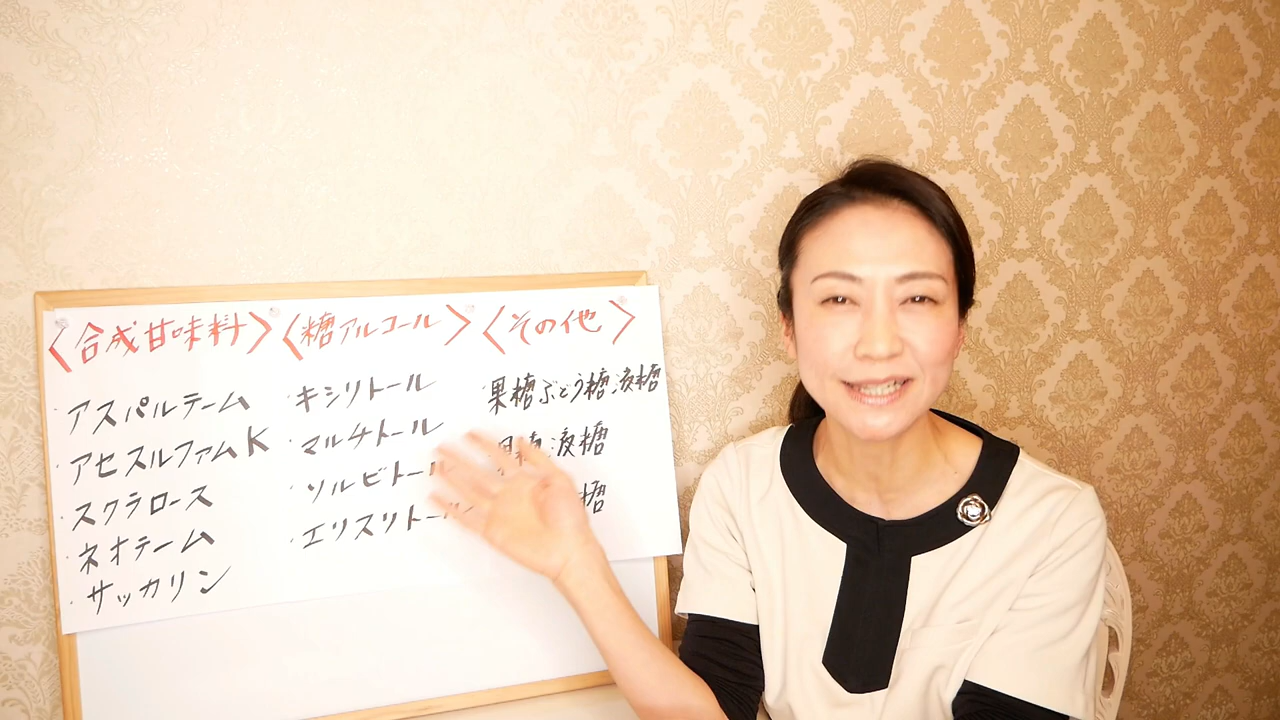 〈合成甘味料〉
・アスパルテーム
・アセスルファムK
・スクラロース
・ネオテーム
・サッカリン
〈糖アルコール〉
・キシリトール
・マルチトール
・ソルビトール
・エリスリトール
〈その他〉
・果糖ぶどう糖液糖
果糖液糖
糖